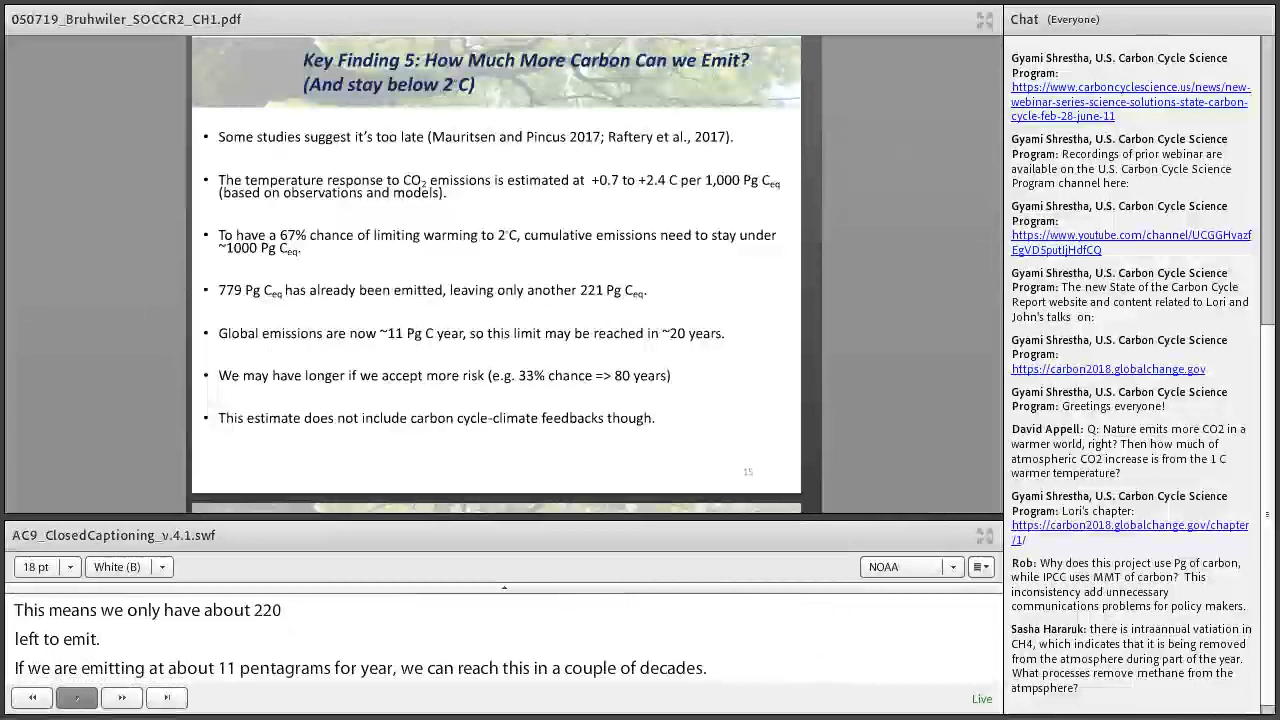 050719_Bruhwiler_SOCCR2_CH1.pdf
Key Finding 5: How Much More Carbon Can we Emit?
(And stay below 2°C)
• Some studies suggest it's too late (Mauritsen and Pincus 2017; Raftery et al., 2017).
• The temperature response to CO2 emissions is estimated at +0.7 to +2.4 C per 1,000 Pg Ceq
(based on observations and models).
• To have a 67% chance of limiting warming to 2°C, cumulative emissions need to stay under
~1000 Pg Ceq.
• 779 Pg Ceq has already been emitted, leaving only another 221 Pg Ceq.
• Global emissions are now ~11 Pg C year, so this limit may be reached in ~20 years.
• We may have longer if we accept more risk (e.g. 33% chance => 80 years)
• This estimate does not include carbon cycle-climate feedbacks though.
15
AC9_ClosedCaptioning_v.4.1.swf
18 pt
White (B)
NOAA
This means we only have about 220
left to emit.
If we are emitting at about 11 pentagrams for year, we can reach this in a couple of decades.
Live
Chat (Everyone)
Gyami Shrestha, U.S. Carbon Cycle Science
Program:
https://www.carboncyclescience.us/news/new-
webinar-series-science-solutions-state-carbon-
cycle-feb-28-june-11
Gyami Shrestha, U.S. Carbon Cycle Science
Program: Recordings of prior webinar are
available on the U.S. Carbon Cycle Science
Program channel here:
Gyami Shrestha, U.S. Carbon Cycle Science
Program:
https://www.youtube.com/channel/UCGGHvazf
EgVD5putIjHdfCQ
Gyami Shrestha, U.S. Carbon Cycle Science
Program: The new State of the Carbon Cycle
Report website and content related to Lori and
John's talks on:
Gyami Shrestha, U.S. Carbon Cycle Science
Program:
https://carbon2018.globalchange.gov
Gyami Shrestha, U.S. Carbon Cycle Science
Program: Greetings everyone!
David Appell: Q: Nature emits more CO2 in a
warmer world, right? Then how much of
atmospheric CO2 increase is from the 1 C
warmer temperature?
Gyami Shrestha, U.S. Carbon Cycle Science
Program: Lori's chapter:
https://carbon2018.globalchange.gov/chapter
/1/
Rob: Why does this project use Pg of carbon,
while IPCC uses MMT of carbon? This
inconsistency add unnecessary
communications problems for policy makers.
Sasha Hararuk: there is intraannual vatiation in
CH4, which indicates that it is being removed
from the atmosphere during part of the year.
What processes remove methane from the
atmpsphere?